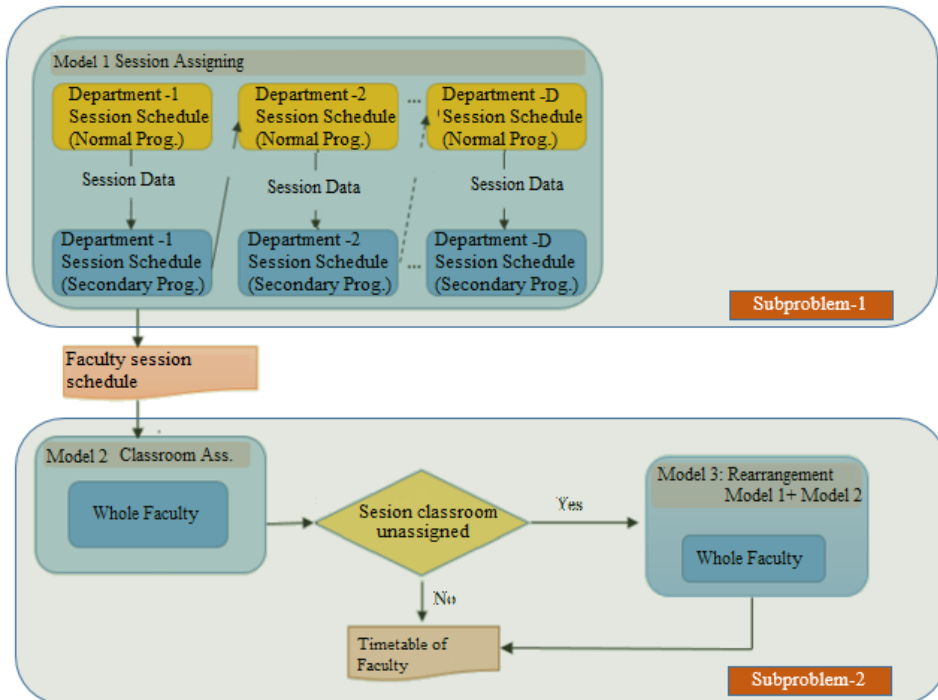 Model 1 Session Assigning
Department -1
Session Schedule
(Normal Prog.)
Department -2
Session Schedule
(Normal Prog.)
...
Department -D
Session Schedule
(Normal Prog.)
Session Data
Session Data
Session Data
Department -1
Session Schedule
(Secondary Prog.)
Department -2
Session Schedule
(Secondary Prog.)
...
Department -D
Session Schedule
(Secondary Prog.)
Subproblem-1
Faculty session
schedule
Model 2 Classroom Ass.
Whole Faculty
Sesion classroom
unassigned
Yes
No
Model 3: Rearrangement
Model 1+ Model 2
Whole Faculty
Timetable of
Faculty
Subproblem-2